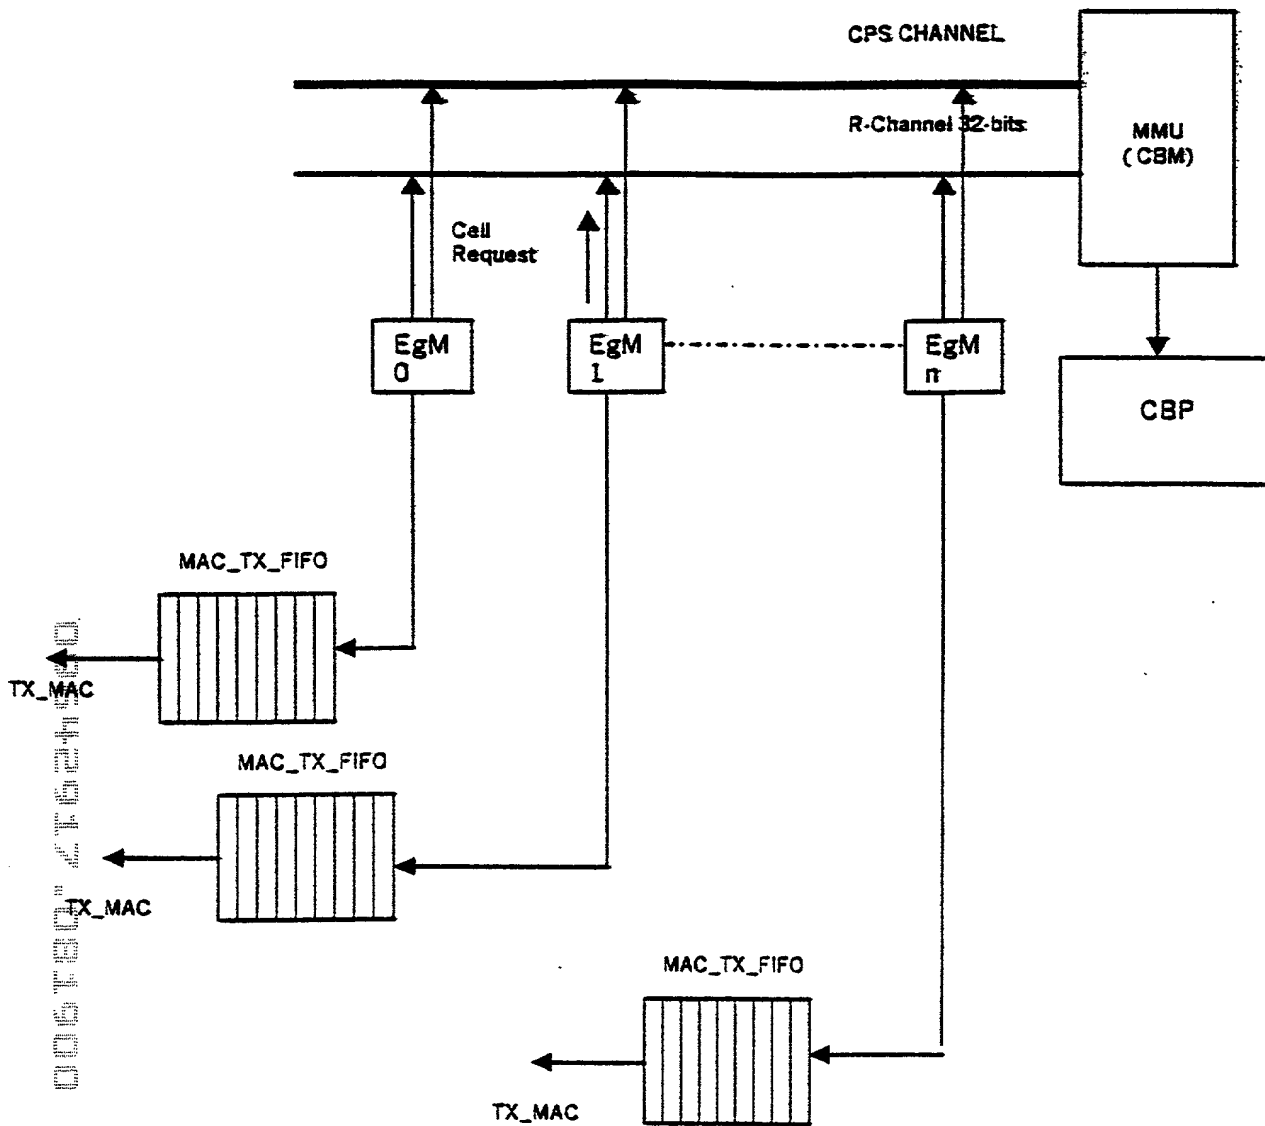 CPS CHANNEL
R-Channel 32-bits
MMU
(CBM)
Cell
Request
EgM
0
EgM
1
EgM
n
CBP
MAC_TX_FIFO
TX_MAC
MAC_TX_FIFO
TX_MAC
MAC_TX_FIFO
TX_MAC